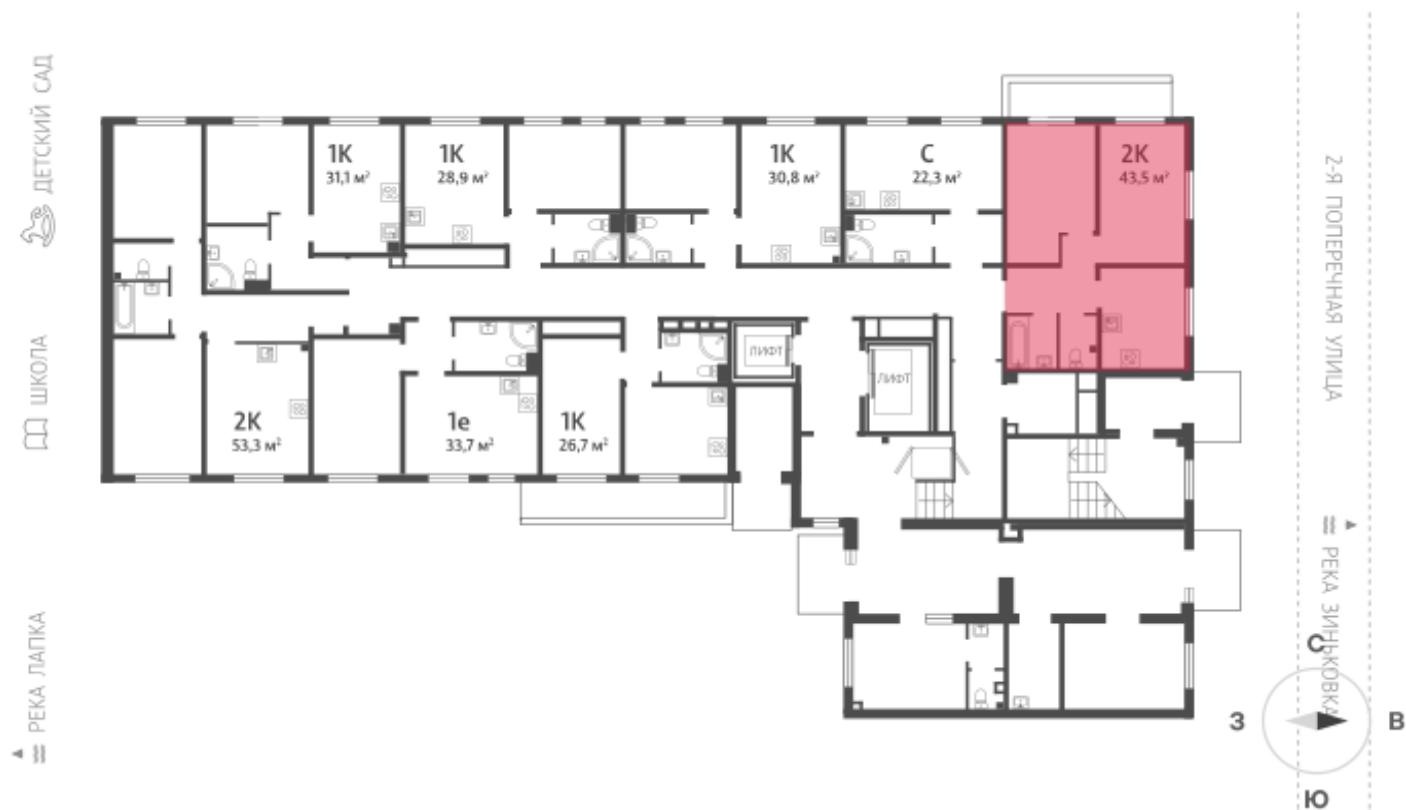 ДЕТСКИЙ САД
ШКОЛА
РЕКА ЛАПКА
1К
31,1 м²
1К
28,9 м²
1К
30,8 м²
С
22,3 м²
2К
43,5 м²
2К
53,3 м²
1е
33,7 м²
1К
26,7 м²
ЛИФТ
ЛИФТ
2-Я ПОПЕРЕЧНАЯ УЛИЦА
РЕКА ЗИНЬКОВКА
С
З
В
Ю